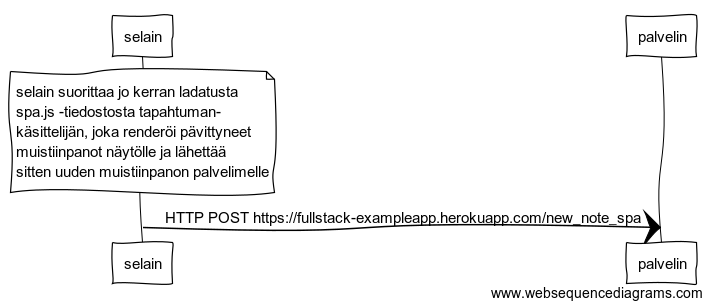 selain
palvelin
selain suorittaa jo kerran ladatusta
spa.js -tiedostosta tapahtuman-
käsittelijän, joka renderöi pävittyneet
muistiinpanot näytölle ja lähettää
sitten uuden muistiinpanon palvelimelle
HTTP POST https://fullstack-exampleapp.herokuapp.com/new_note_spa
selain
palvelin
www.websequencediagrams.com